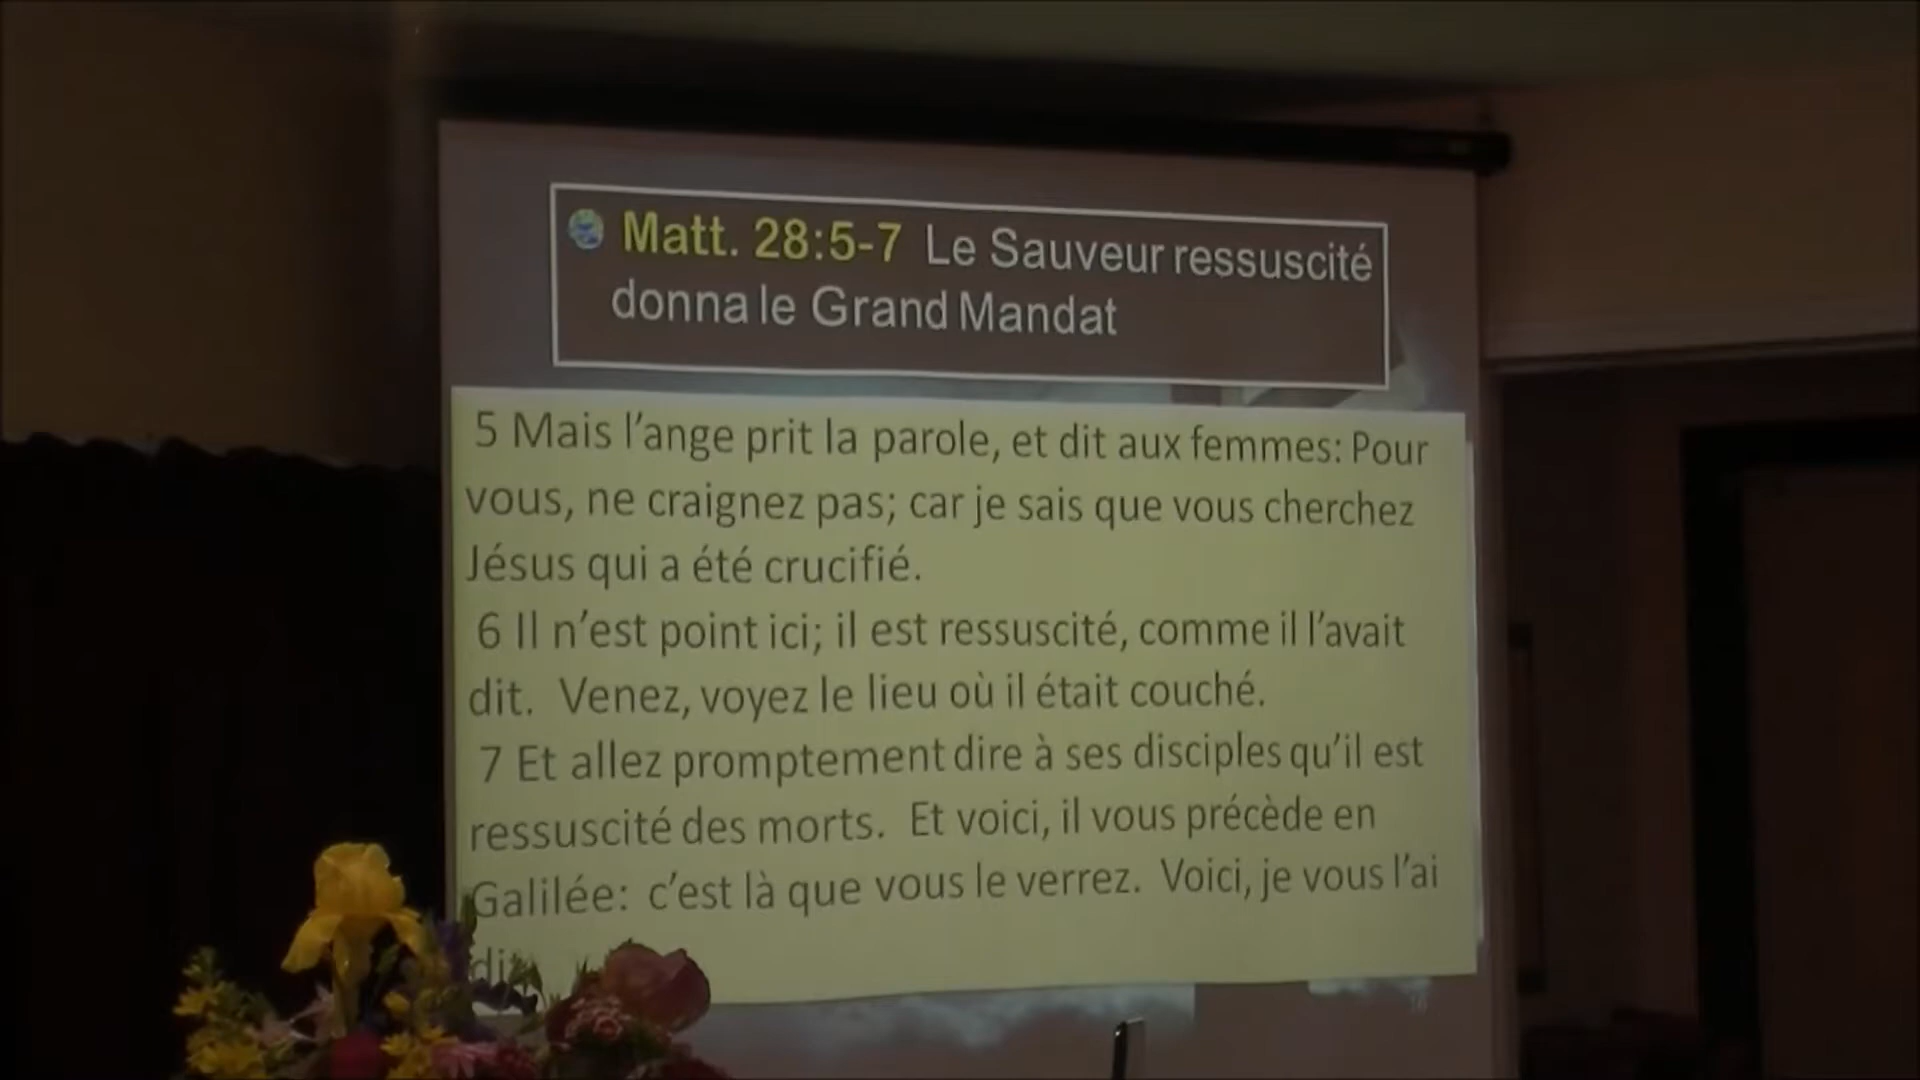 Matt. 28:5-7 Le Sauveur ressuscité
donna le Grand Mandat
5 Mais l'ange prit la parole, et dit aux femmes: Pour
vous, ne craignez pas; car je sais que vous cherchez
Jésus qui a été crucifié.
6 Il n'est point ici; il est ressuscité, comme il l'avait
dit. Venez, voyez le lieu où il était couché.
7 Et allez promptement dire à ses disciples qu'il est
ressuscité des morts. Et voici, il vous précède en
Galilée: c'est là que vous le verrez. Voici, je vous l'ai
dit